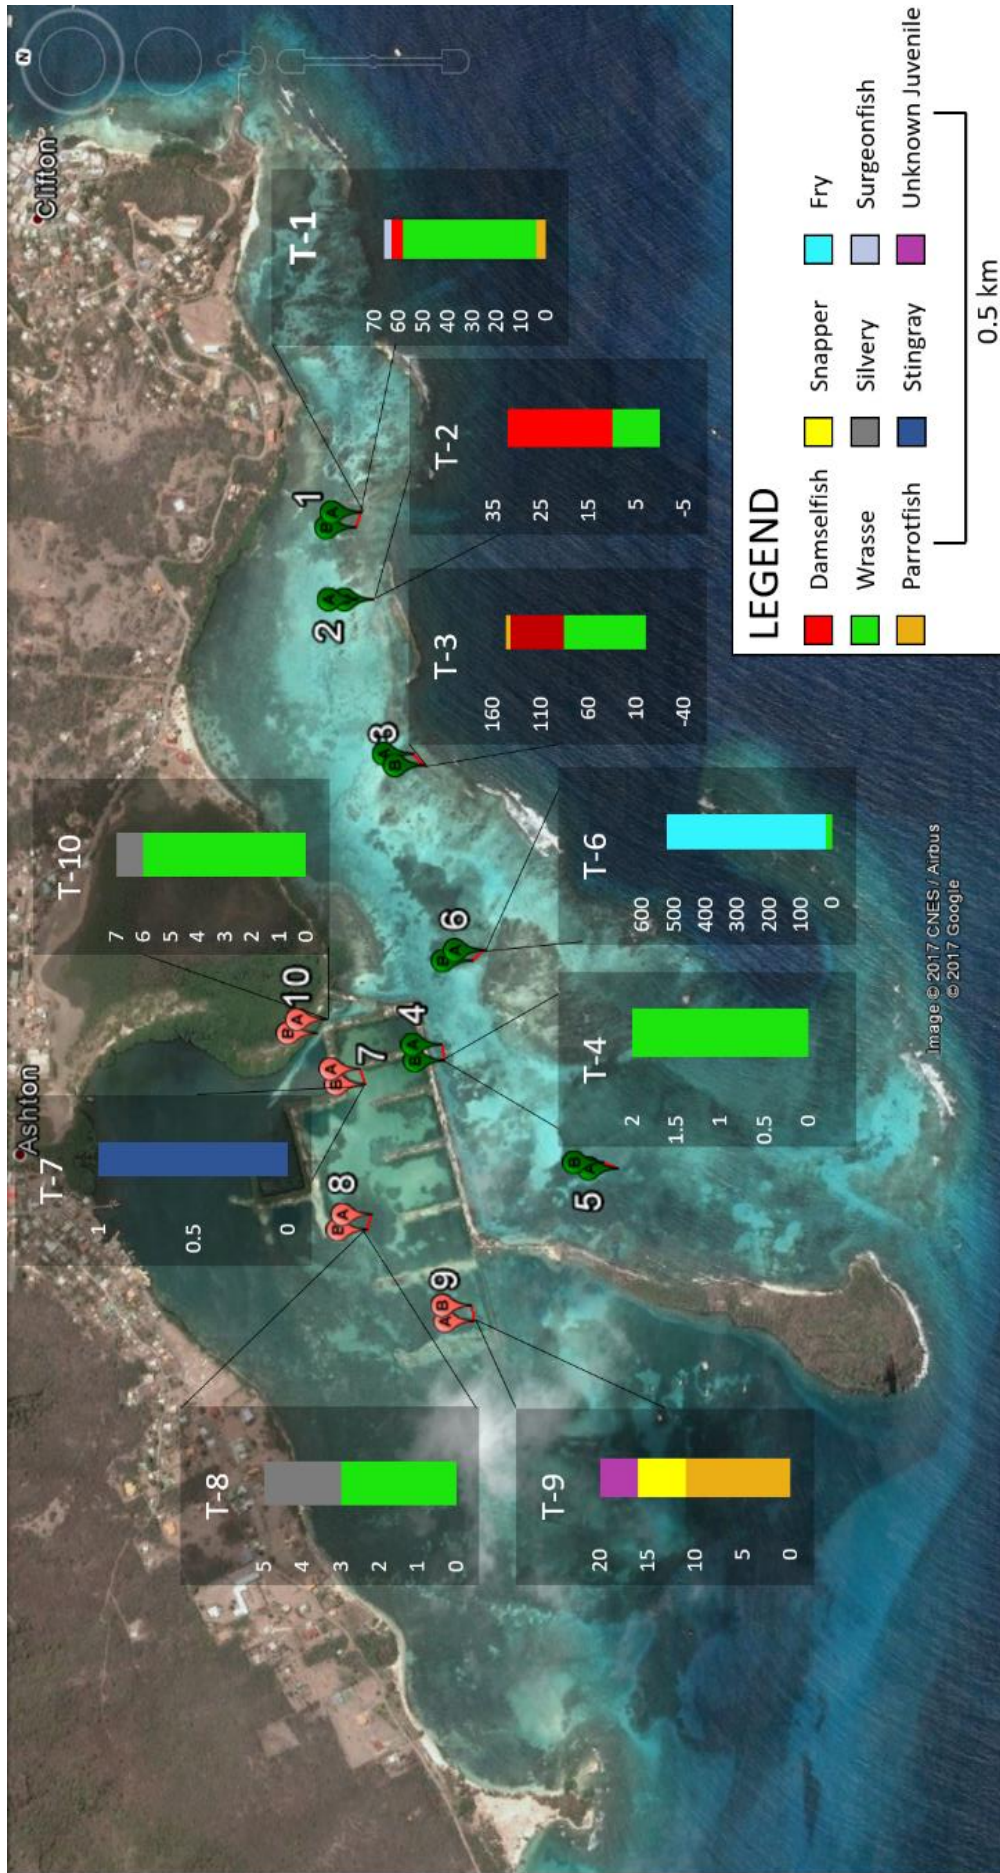 N
Clifton
Ashton
T-1
70
60
50
40
30
20
10
0
T-2
35
25
15
5
-5
T-3
160
110
60
10
-40
T-10
7
6
5
4
3
2
1
0
T-6
600
500
400
300
200
100
0
T-4
2
1.5
1
0.5
0
T-7
1
0.5
0
T-8
5
4
3
2
1
0
T-9
20
15
10
5
0
1
B A
2
A
3
A B
6
B A
4
B A
10
B A
7
B A
8
B A
9
A B
5
A B
Image © 2017 CNES / Airbus
© 2017 Google
LEGEND
Damselfish Snapper Fry
Wrasse Silvery Surgeonfish
Parrotfish Stingray Unknown Juvenile
0.5 km